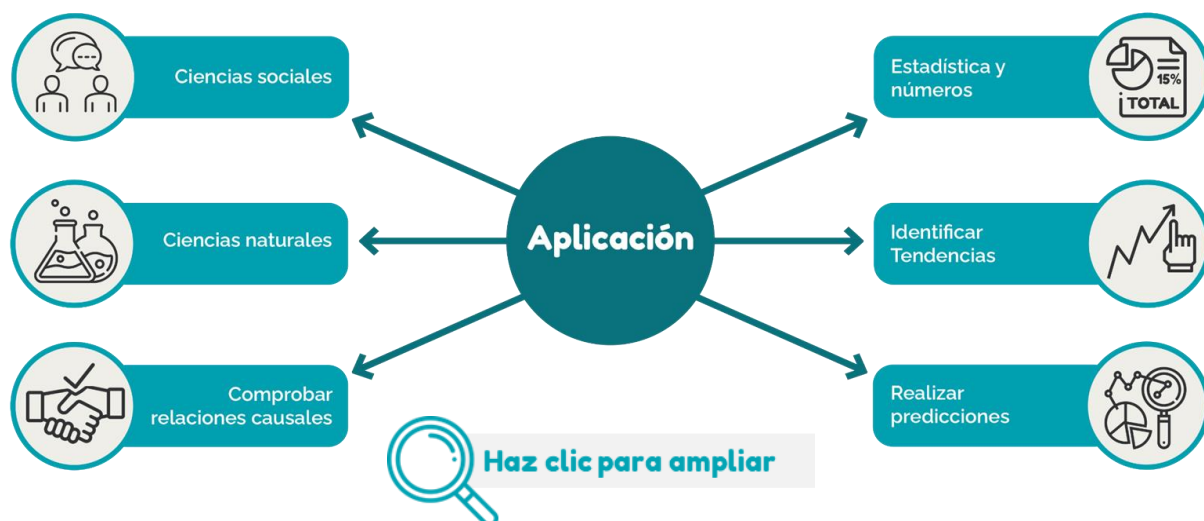 Ciencias sociales
Ciencias naturales
Comprobar
relaciones causales
Aplicación
Estadística y
números
15%
TOTAL
Identificar
Tendencias
Realizar
predicciones
Haz clic para ampliar